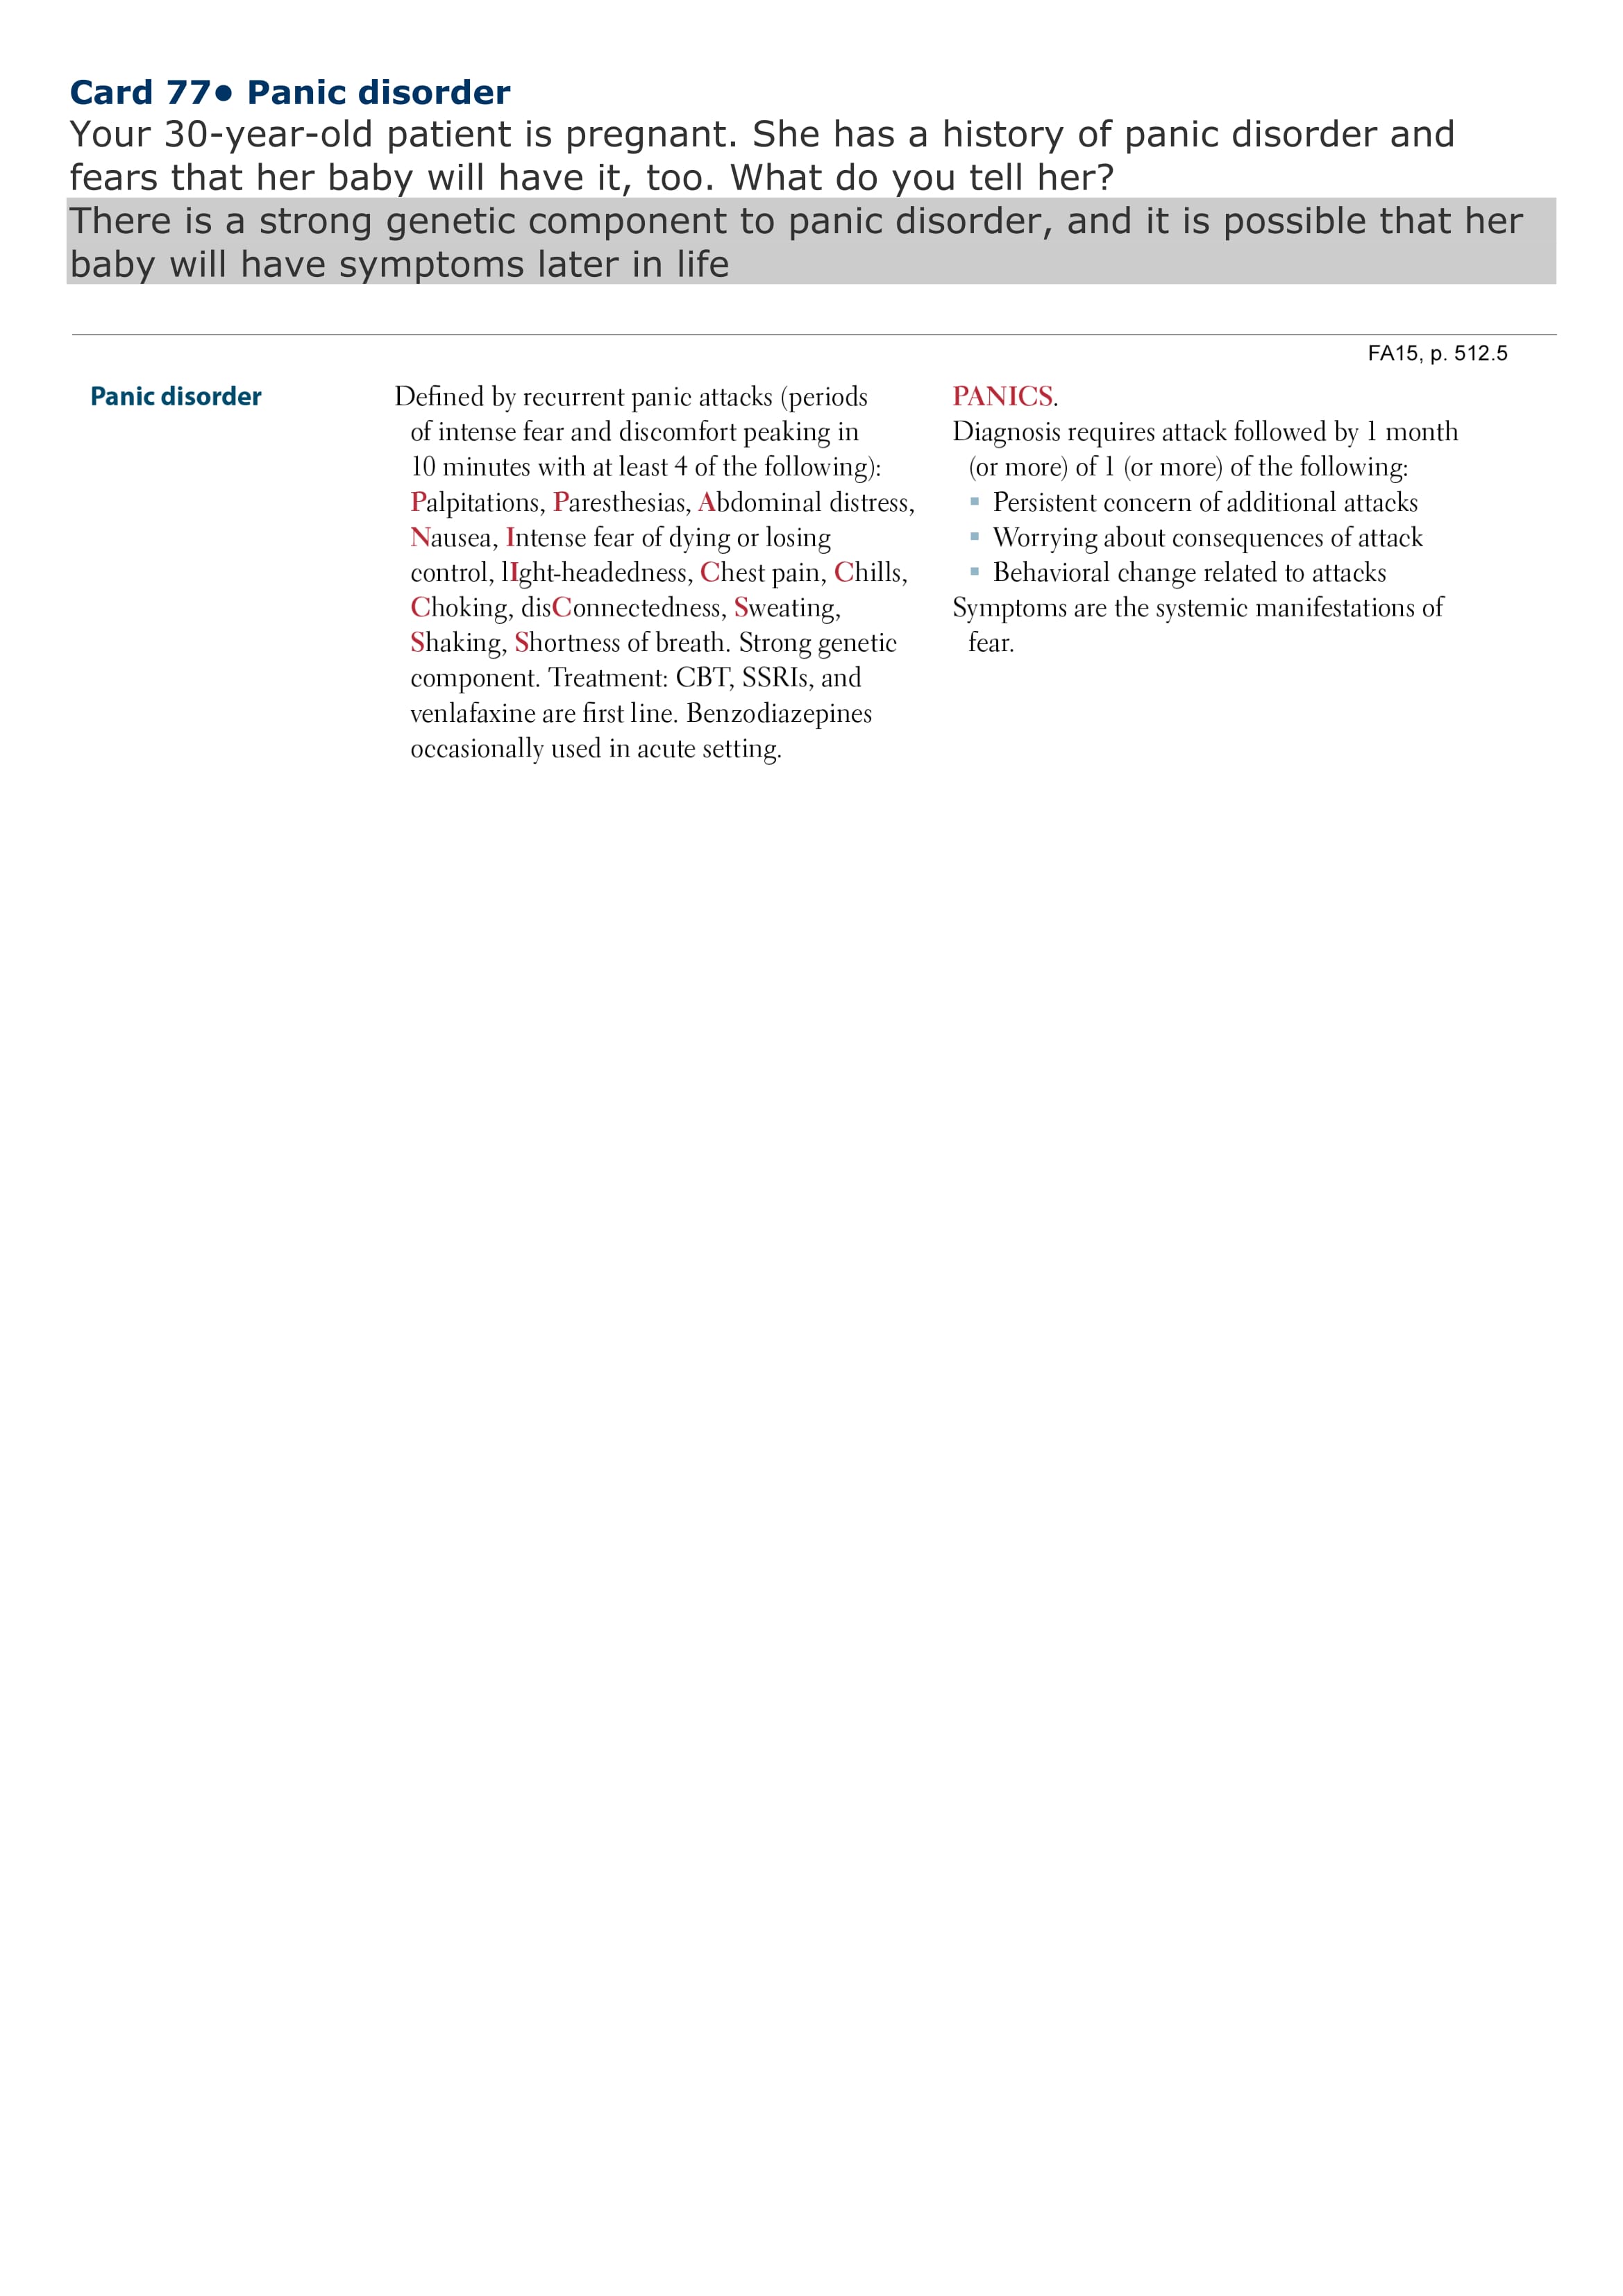 Card 77• Panic disorder
Your 30-year-old patient is pregnant. She has a history of panic disorder and
fears that her baby will have it, too. What do you tell her?
There is a strong genetic component to panic disorder, and it is possible that her
baby will have symptoms later in life
FA15, p. 512.5
Panic disorder
Defined by recurrent panic attacks (periods
of intense fear and discomfort peaking in
10 minutes with at least 4 of the following):
Palpitations, Paresthesias, Abdominal distress,
Nausea, Intense fear of dying or losing
control, lIght-headedness, Chest pain, Chills,
Choking, disConnectedness, Sweating,
Shaking, Shortness of breath. Strong genetic
component. Treatment: CBT, SSRIs, and
venlafaxine are first line. Benzodiazepines
occasionally used in acute setting.
PANICS.
Diagnosis requires attack followed by 1 month
(or more) of 1 (or more) of the following:
▪ Persistent concern of additional attacks
▪ Worrying about consequences of attack
▪ Behavioral change related to attacks
Symptoms are the systemic manifestations of
fear.